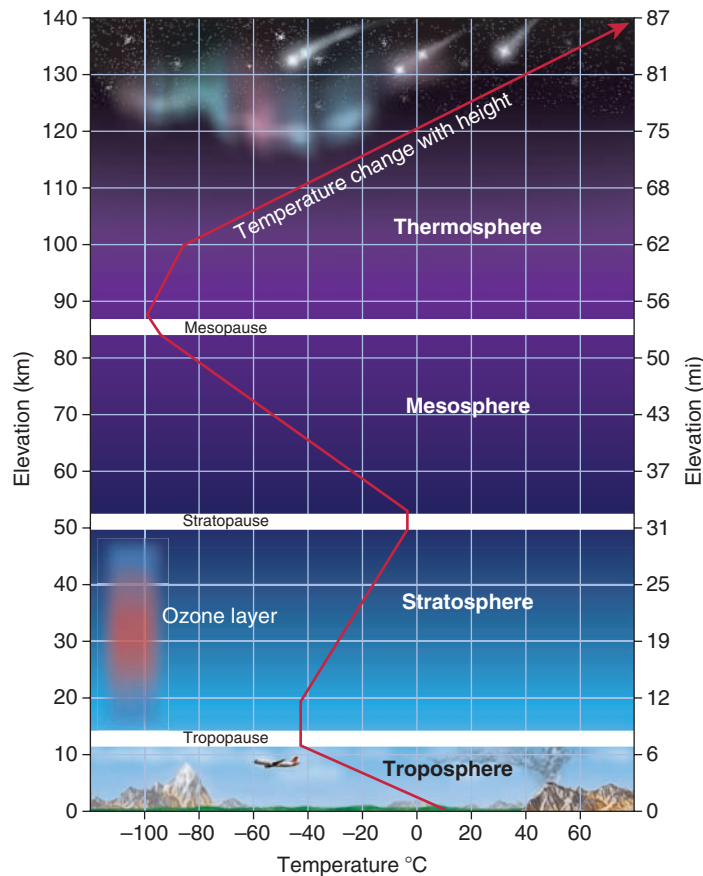 140
130
120
110
100
90
80
70
60
50
40
30
20
10
0
Elevation (km)
87
81
75
68
62
56
50
43
37
31
25
19
12
6
0
Elevation (mi)
Temperature change with height
Thermosphere
Mesopause
Mesosphere
Stratopause
Ozone layer
Stratosphere
Tropopause
Troposphere
–100 –80 –60 –40 –20 0 20 40 60
Temperature °C